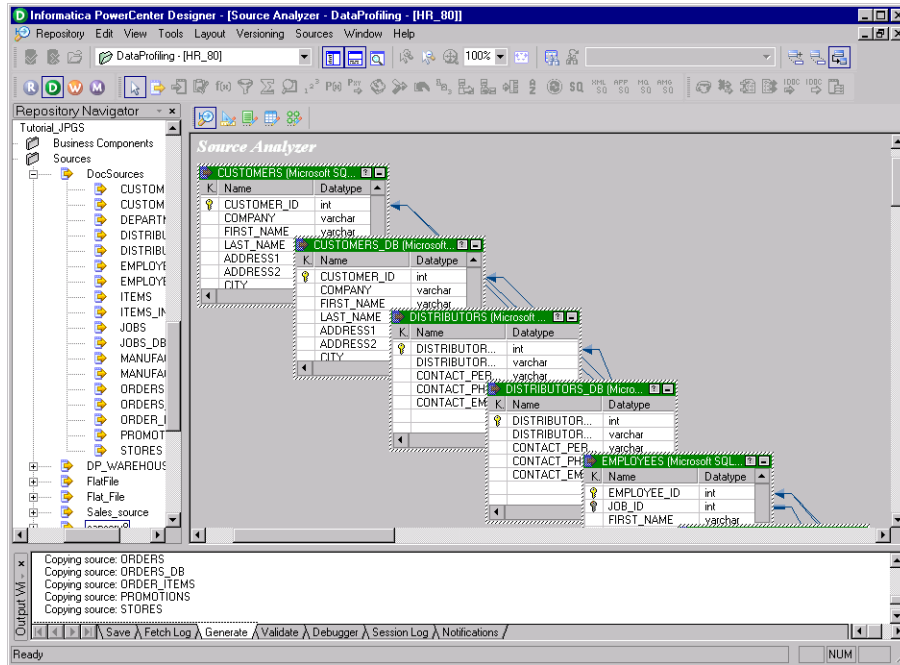 Informatica PowerCenter Designer - [Source Analyzer - DataProfiling - [HR_80]]
Repository Edit View Tools Layout Versioning Sources Window Help
DataProfiling - [HR_80]
100%
R D W M
f(x)
SQ
Repository Navigator
Tutorial_JPGS
Business Components
Sources
DocSources
CUSTOM
CUSTOM
DEPARTN
DISTRIBU
DISTRIBU
EMPLOYE
EMPLOYE
ITEMS
ITEMS_IN
JOBS
JOBS_DB
MANUFA
MANUFA
ORDERS
ORDERS_
ORDER_I
PROMOT
STORES
DP_WAREHOUS
FlatFile
Flat_File
Sales_source
Source Analyzer
CUSTOMERS (Microsoft SQ...
K. Name Datatype
CUSTOMER_ID int
COMPANY varchar
FIRST_NAME varchar
LAST_NAME
ADDRESS1
ADDRESS2
CITY
CUSTOMERS_DB (Microsoft...
K. Name Datatype
CUSTOMER_ID int
COMPANY varchar
FIRST_NAME varchar
LAST_NAME
ADDRESS1
ADDRESS2
CITY
DISTRIBUTORS (Microsoft ...
K. Name Datatype
DISTRIBUTOR... int
DISTRIBUTOR... varchar
CONTACT_PER... varchar
CONTACT_PH
CONTACT_EM
DISTRIBUTORS_DB (Micro...
K. Name Datatype
DISTRIBUTOR... int
DISTRIBUTOR... varchar
CONTACT_PER... varchar
CONTACT_PH
CONTACT_EM
EMPLOYEES (Microsoft SQL...
K. Name Datatype
EMPLOYEE_ID int
JOB_ID int
FIRST_NAME varchar
Output Wi
Copying source: ORDERS
Copying source: ORDERS_DB
Copying source: ORDER_ITEMS
Copying source: PROMOTIONS
Copying source: STORES
Save Fetch Log Generate Validate Debugger Session Log Notifications
Ready
NUM